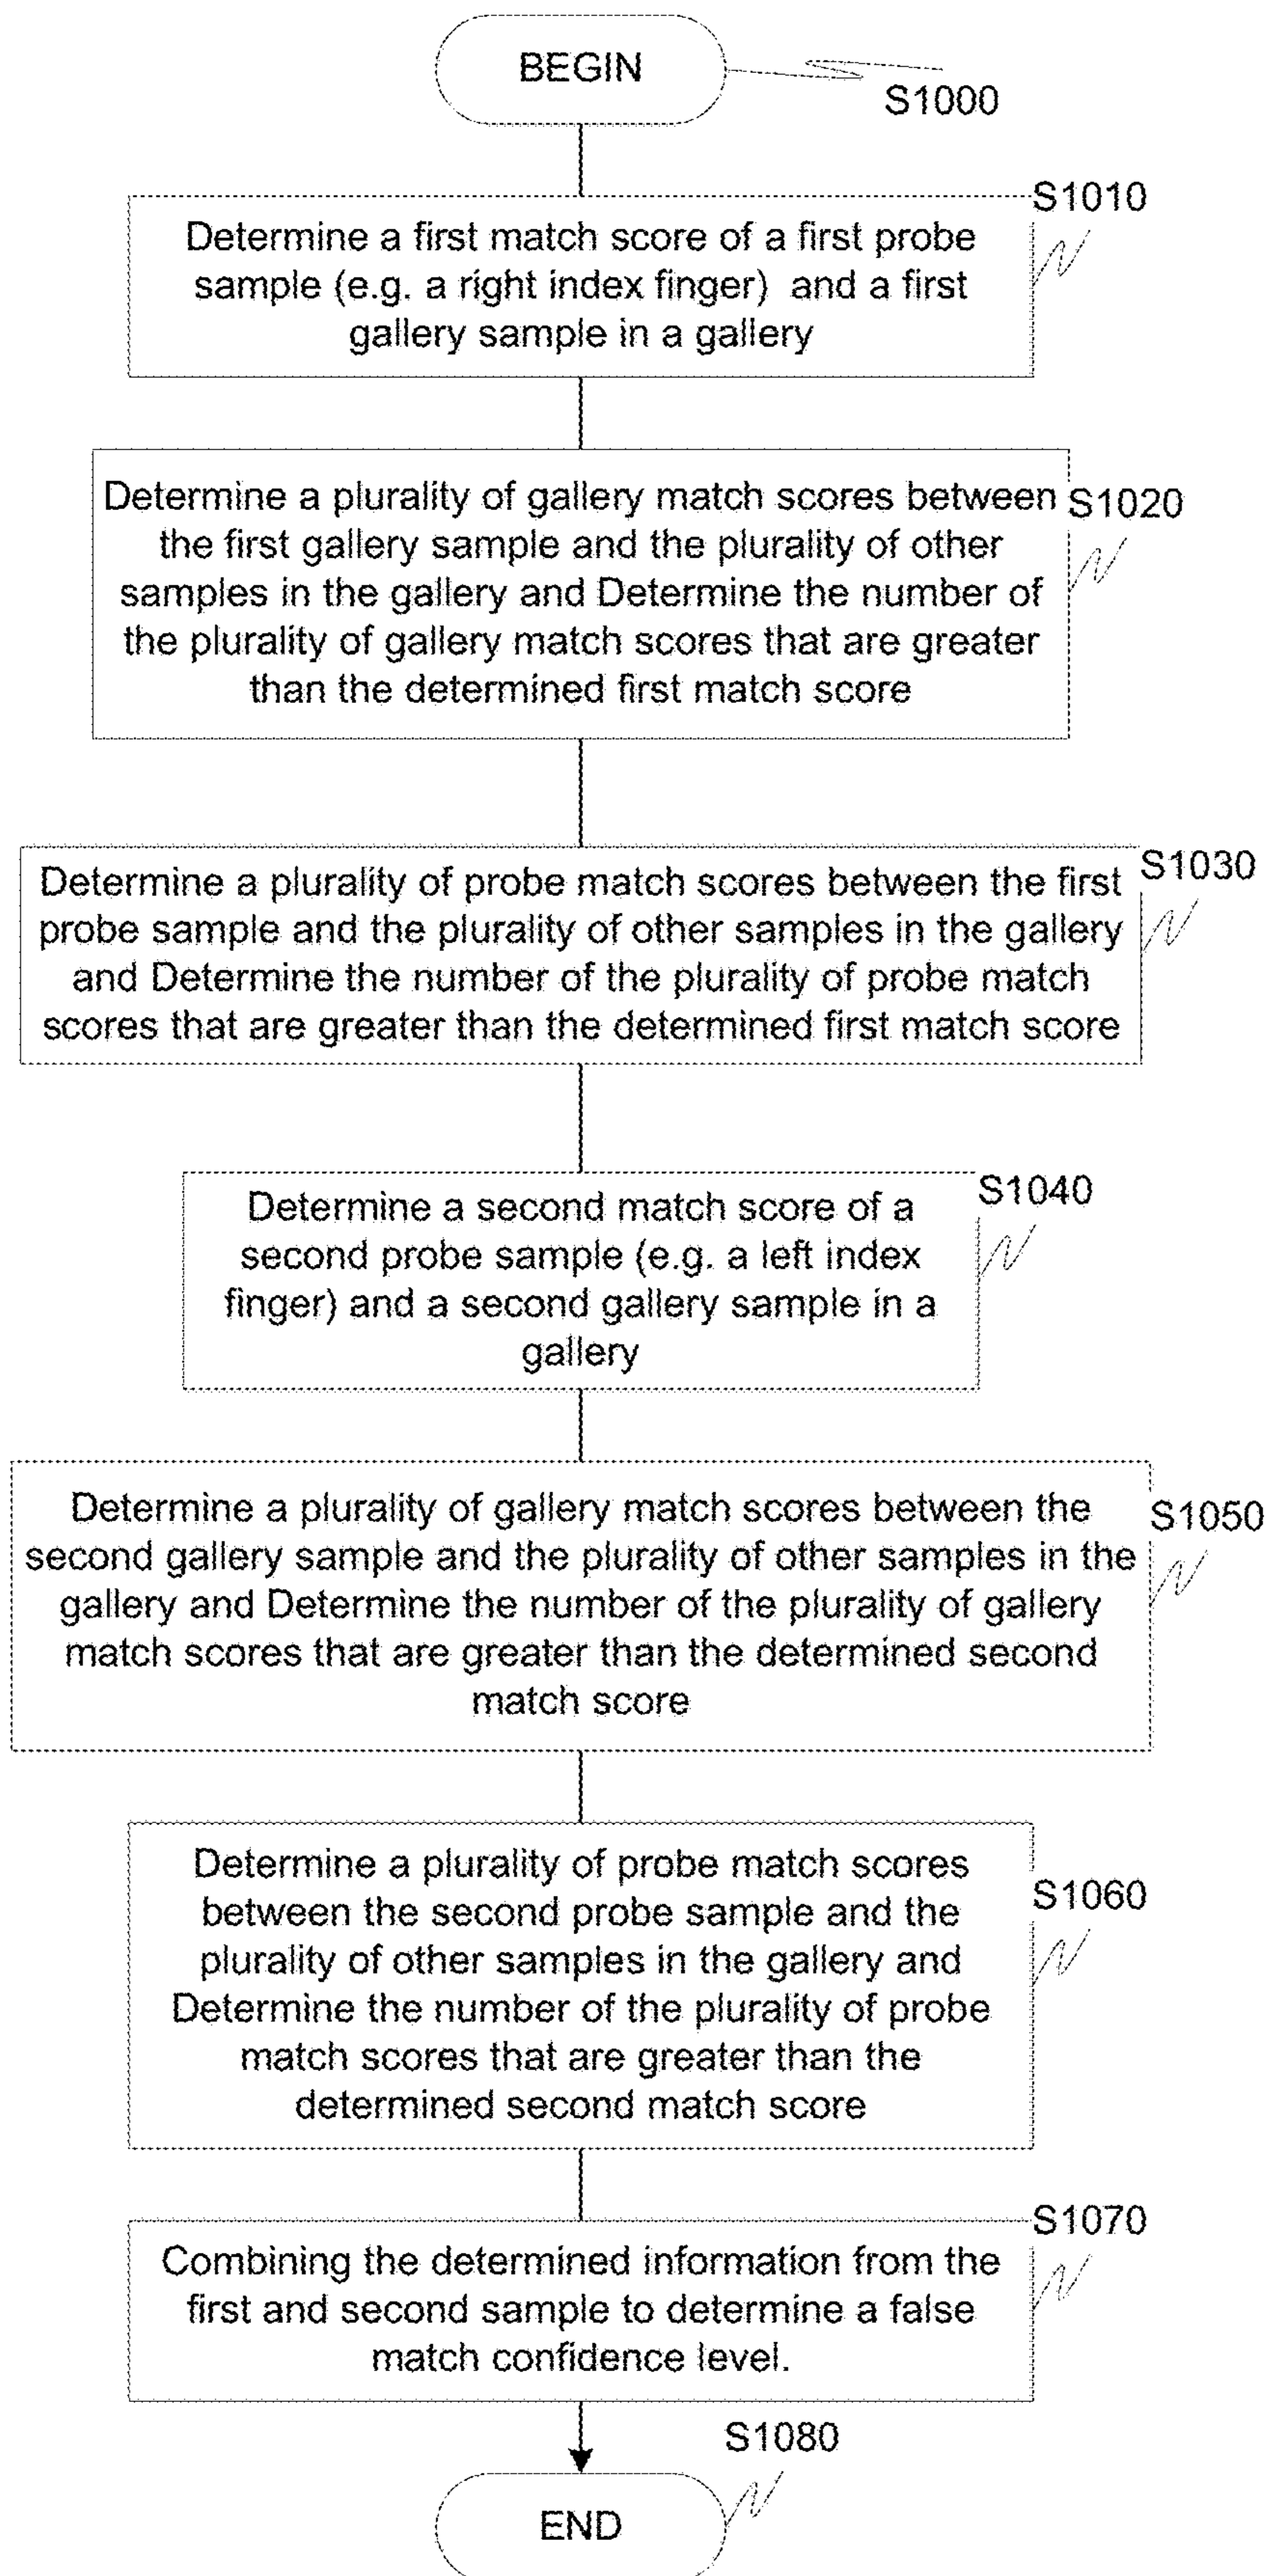 BEGIN
S1000
S1010
Determine a first match score of a first probe
sample (e.g. a right index finger) and a first
gallery sample in a gallery
Determine a plurality of gallery match scores between
S1020
the first gallery sample and the plurality of other
samples in the gallery and Determine the number of
the plurality of gallery match scores that are greater
than the determined first match score
S1030
Determine a plurality of probe match scores between the first
probe sample and the plurality of other samples in the gallery
and Determine the number of the plurality of probe match
scores that are greater than the determined first match score
S1040
Determine a second match score of a
second probe sample (e.g. a left index
finger) and a second gallery sample in a
gallery
S1050
Determine a plurality of gallery match scores between the
second gallery sample and the plurality of other samples in the
gallery and Determine the number of the plurality of gallery
match scores that are greater than the determined second
match score
Determine a plurality of probe match scores
S1060
between the second probe sample and the
plurality of other samples in the gallery and
Determine the number of the plurality of probe
match scores that are greater than the
determined second match score
S1070
Combining the determined information from the
first and second sample to determine a false
match confidence level.
S1080
END